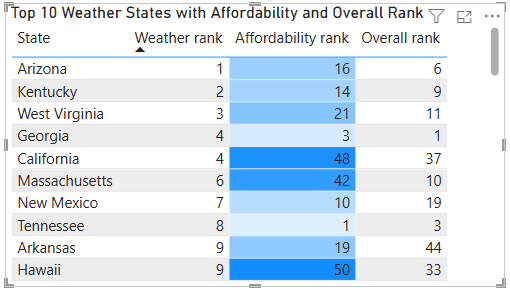 Top 10 Weather States with Affordability and Overall Rank
State Weather rank Affordability rank Overall rank
Arizona 1 16 6
Kentucky 2 14 9
West Virginia 3 21 11
Georgia 4 3 1
California 4 48 37
Massachusetts 6 42 10
New Mexico 7 10 19
Tennessee 8 1 3
Arkansas 9 19 44
Hawaii 9 50 33